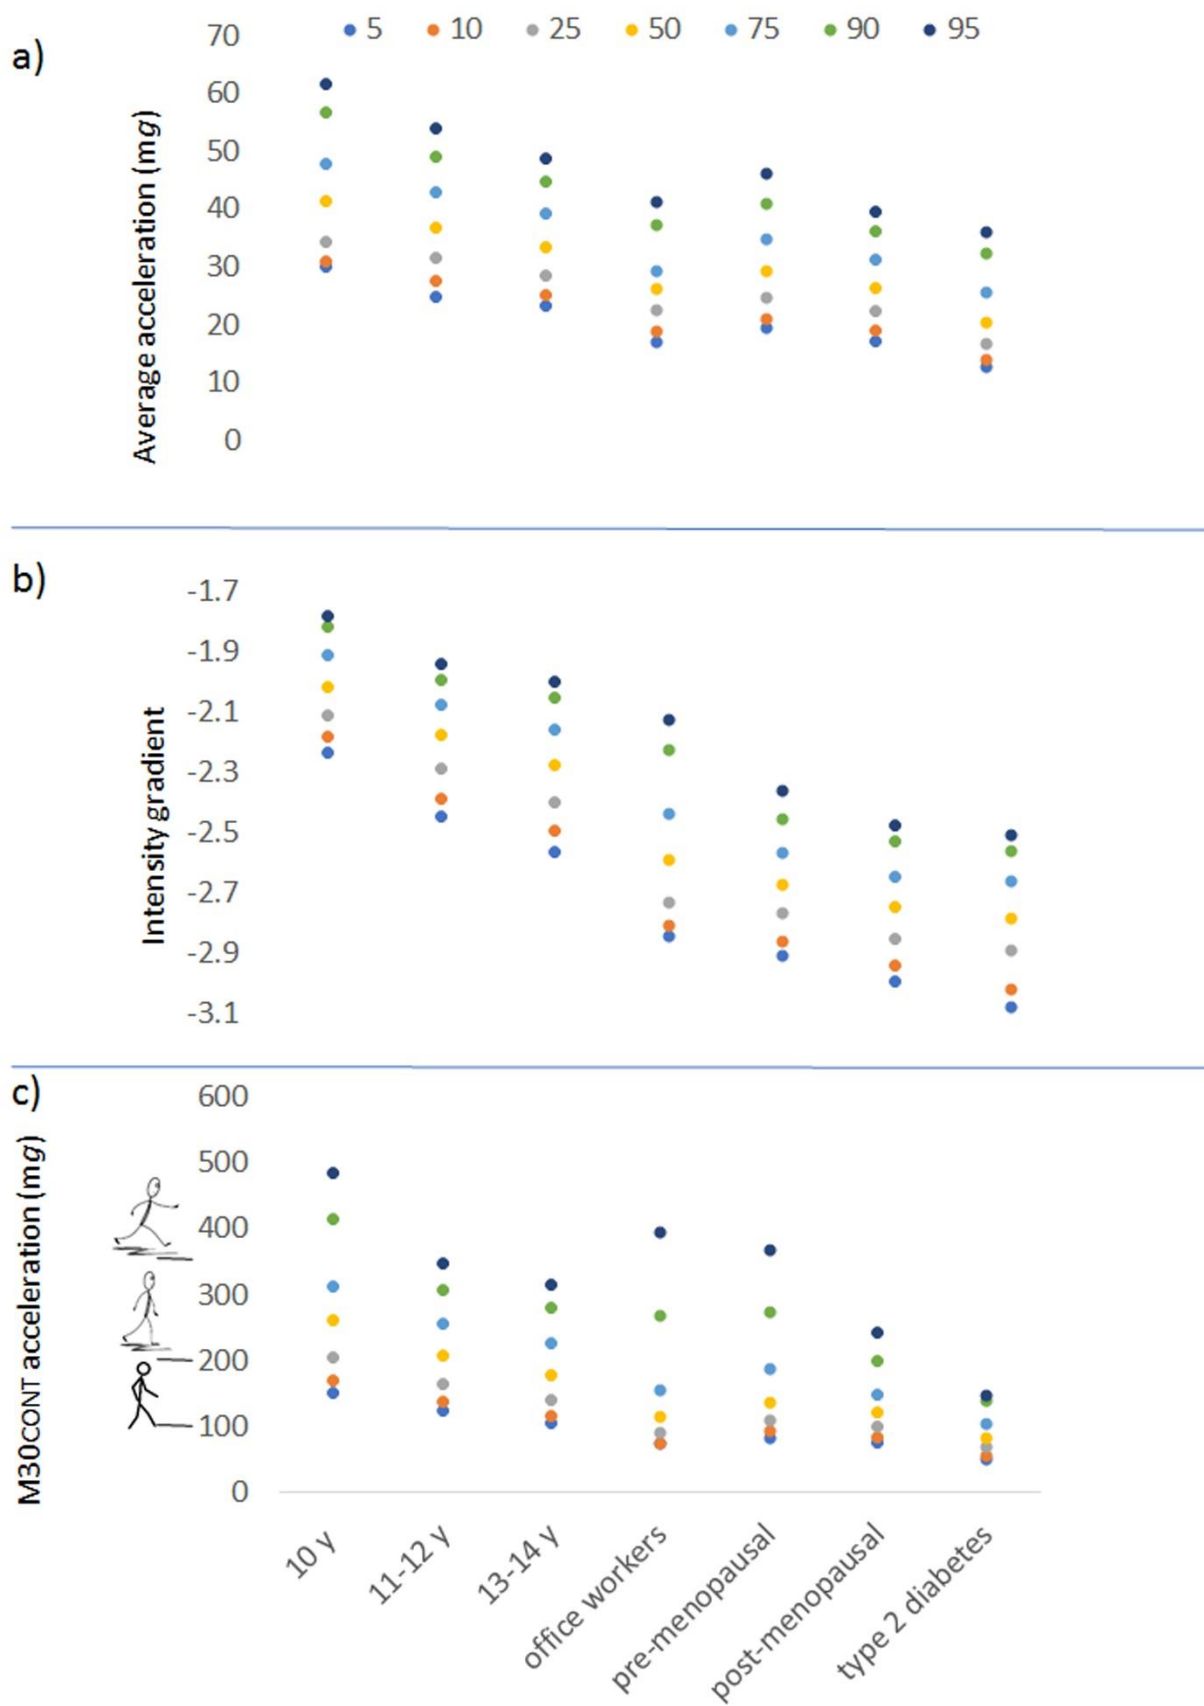 a)
5 10 25 50 75 90 95
Average acceleration (mg)
70
60
50
40
30
20
10
0
b)
Intensity gradient
-1.7
-1.9
-2.1
-2.3
-2.5
-2.7
-2.9
-3.1
c)
M30CONT acceleration (mg)
600
500
400
300
200
100
0
10 y
11-12 y
13-14 y
office workers
pre-menopausal
post-menopausal
type 2 diabetes